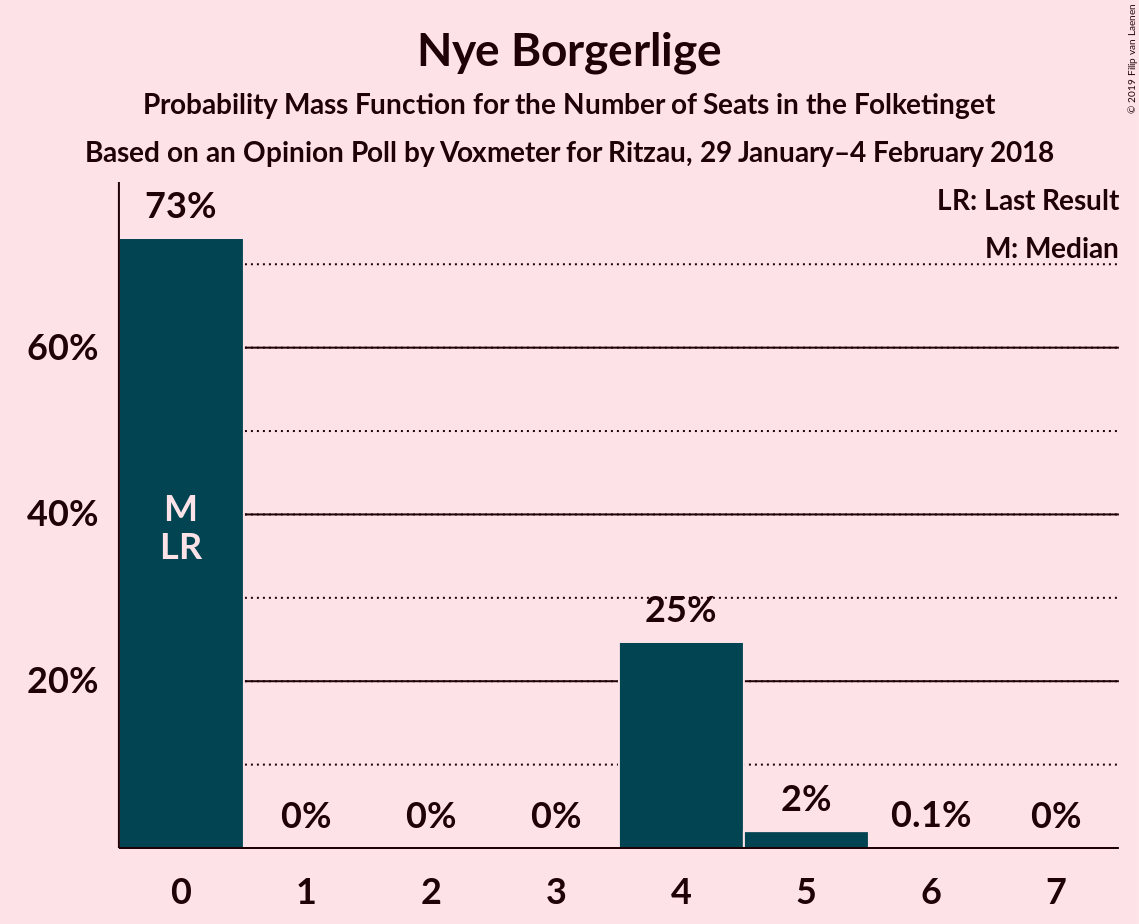 Nye Borgerlige
Probability Mass Function for the Number of Seats in the Folketinget
Based on an Opinion Poll by Voxmeter for Ritzau, 29 January–4 February 2018
© 2019 Filip van Laenen
LR: Last Result
M: Median
73%
60%
40%
20%
M
LR
0%
0%
0%
25%
2%
0.1%
0%
0 1 2 3 4 5 6 7